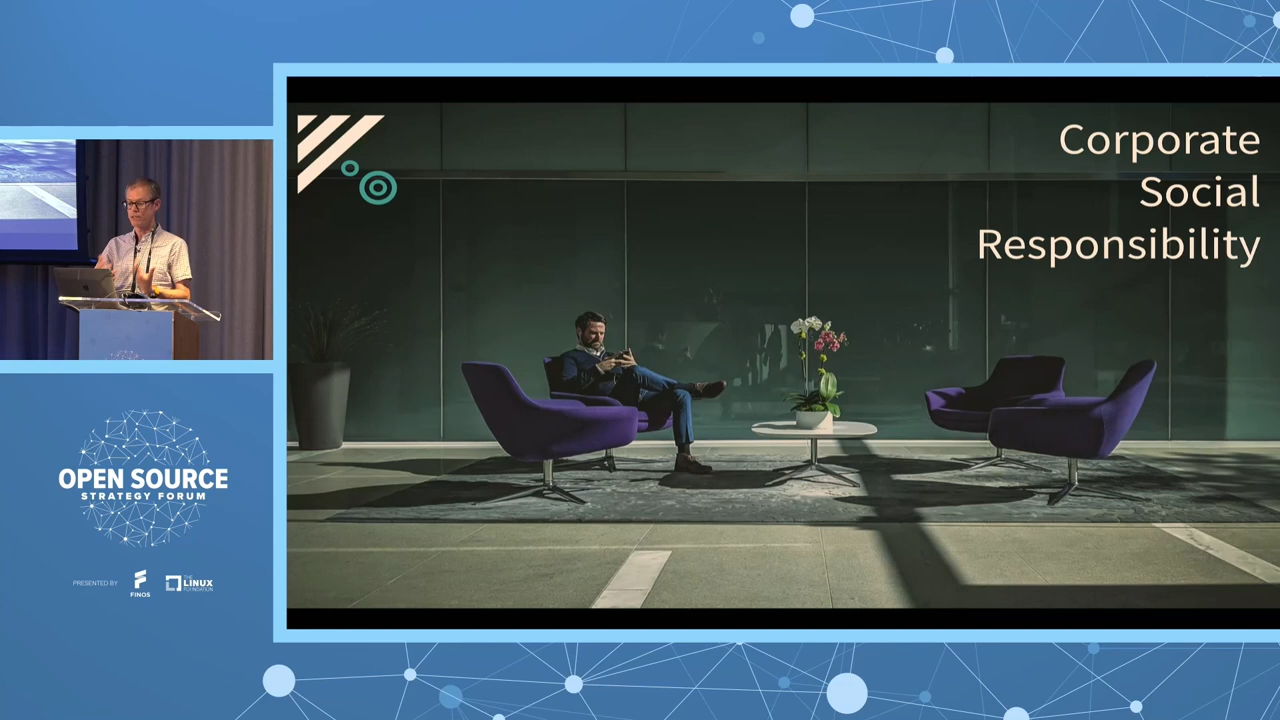 Corporate
Social
Responsibility
OPEN SOURCE
STRATEGY FORUM
PRESENTED BY
FINOS
THE
LINUX
FOUNDATION